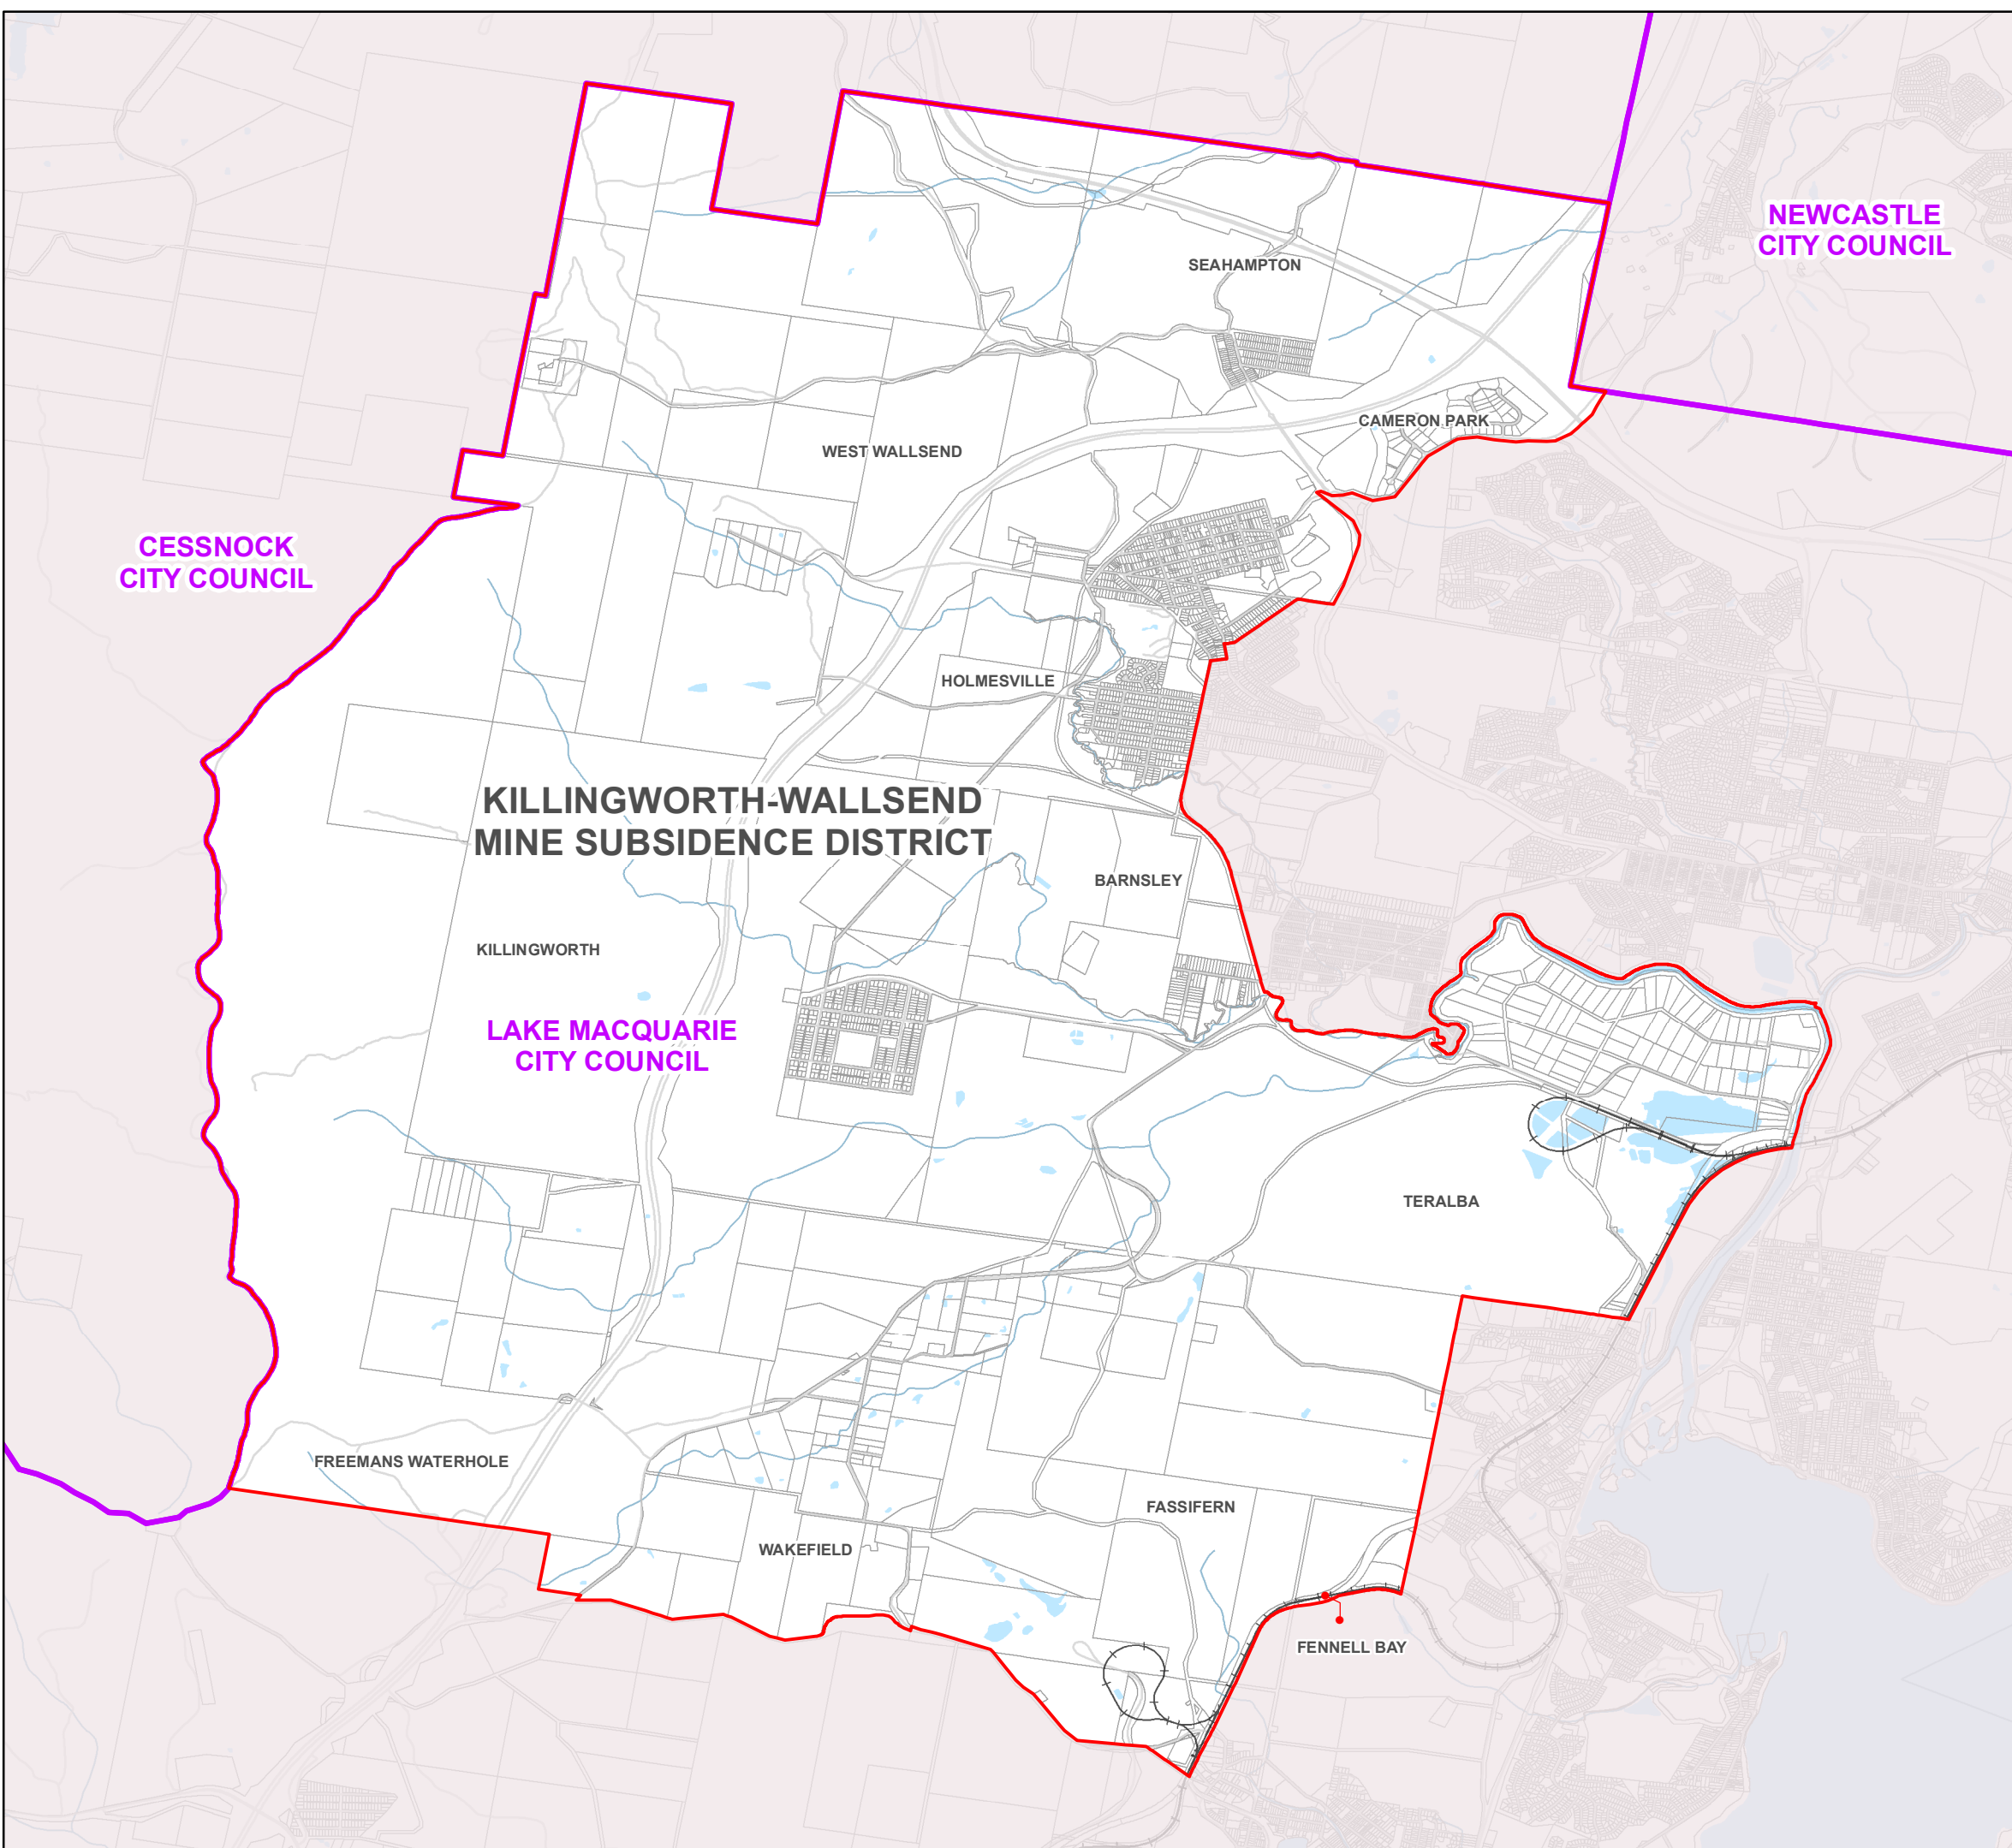 NEWCASTLE
CITY COUNCIL
SEAHAMPTON
CAMERON PARK
WEST WALLSEND
CESSNOCK
CITY COUNCIL
HOLMESVILLE
KILLINGWORTH-WALLSEND
MINE SUBSIDENCE DISTRICT
BARNSLEY
KILLINGWORTH
LAKE MACQUARIE
CITY COUNCIL
TERALBA
FREEMANS WATERHOLE
FASSIFERN
WAKEFIELD
FENNELL BAY